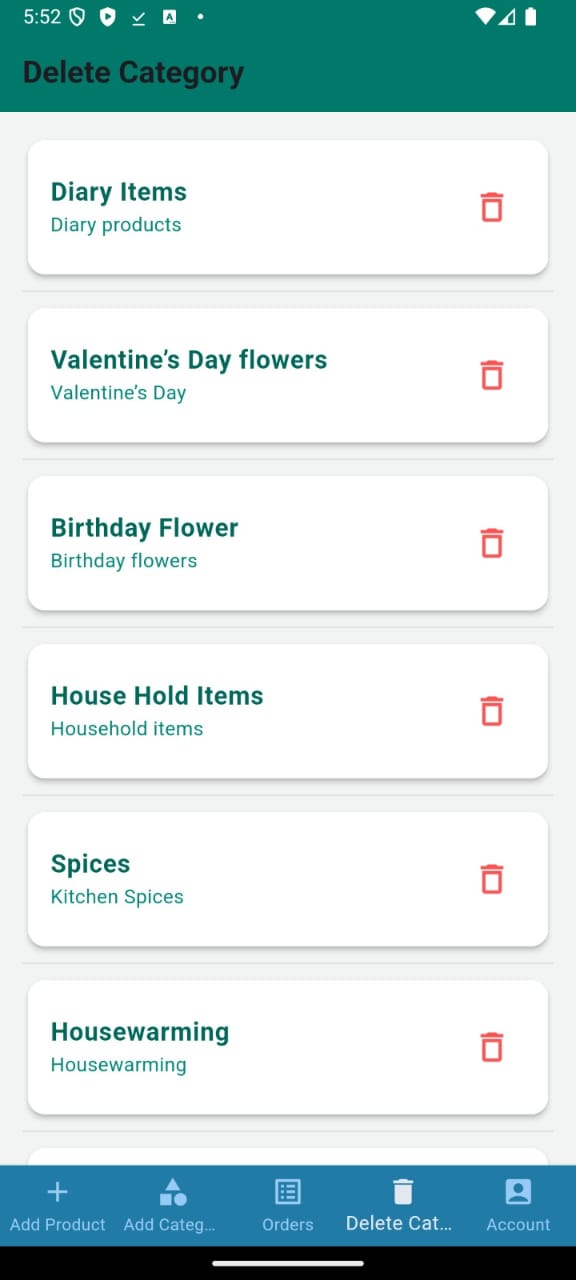 5:52
Delete Category
Diary Items
Diary products
Valentine’s Day flowers
Valentine’s Day
Birthday Flower
Birthday flowers
House Hold Items
Household items
Spices
Kitchen Spices
Housewarming
Housewarming
Add Product Add Categ... Orders Delete Cat... Account